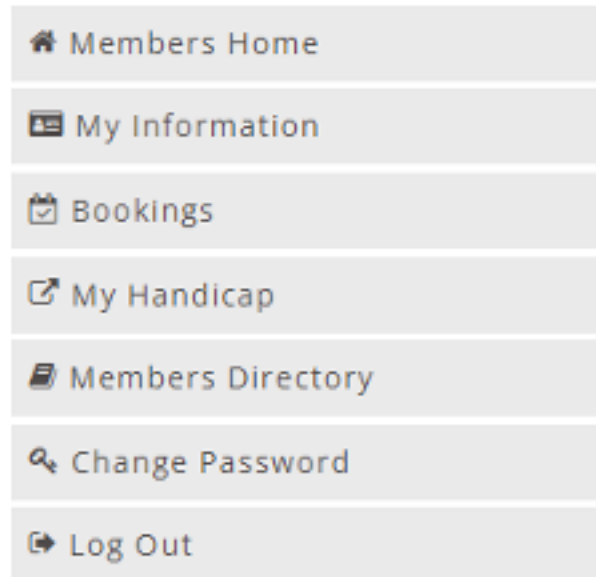 Members Home
My Information
Bookings
My Handicap
Members Directory
Change Password
Log Out